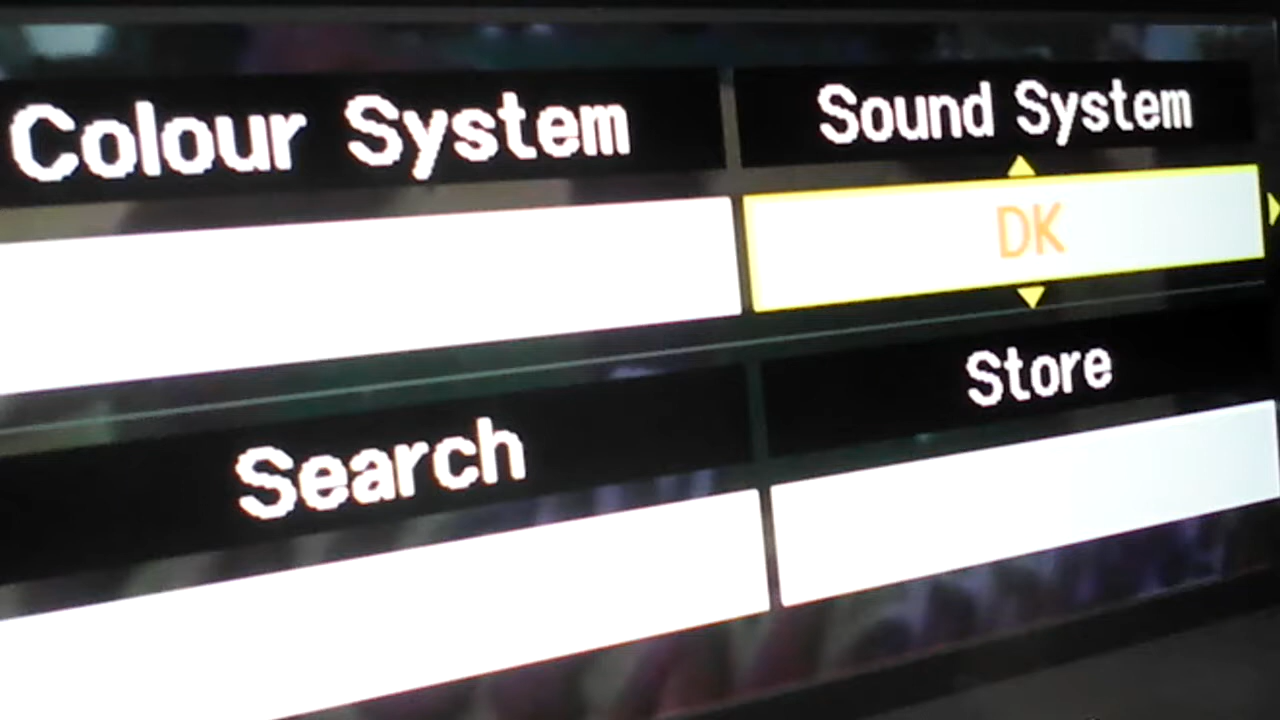 Colour System
Sound System
DK
Search
Store